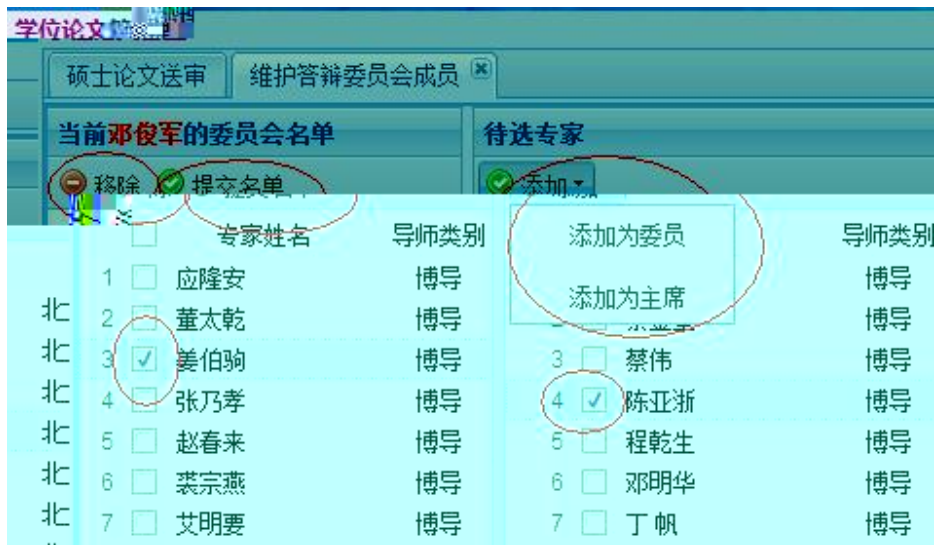 学位论文
硕士论文送审 维护答辩委员会成员
当前邓俊军的委员会名单 待选专家
移除 提交名单 添加
专家姓名 导师类别 添加为委员 导师类别
1 应隆安 博导 博导
添加为主席
北 2 董太乾 博导 博导
北 3 姜伯驹 博导 3 蔡伟 博导
北 4 张乃孝 博导 4 陈亚浙 博导
北 5 赵春来 博导 5 程乾生 博导
北 6 裘宗燕 博导 6 邓明华 博导
北 7 艾明要 博导 7 丁帆 博导